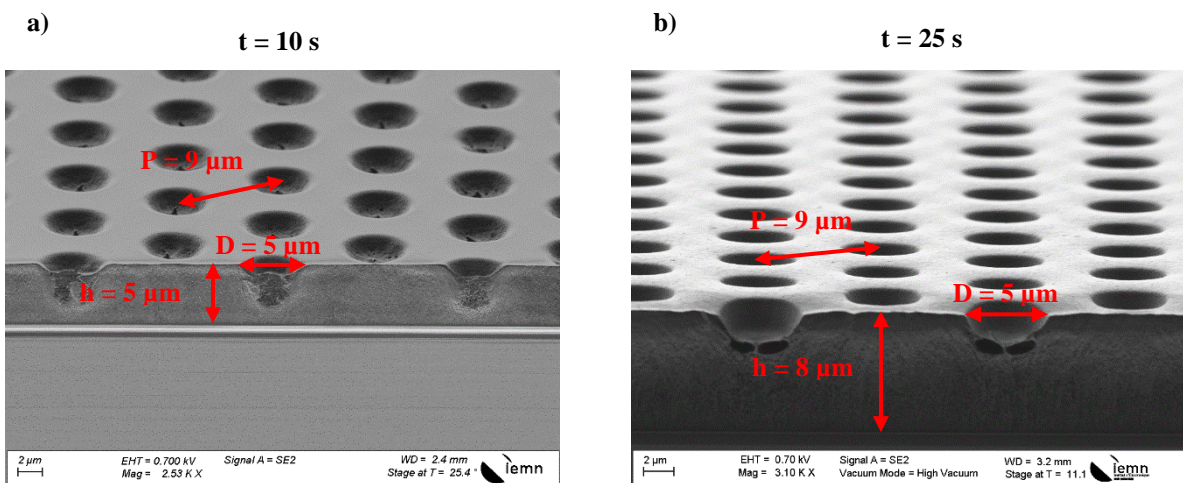 a)
t = 10 s
P = 9 µm
D = 5 µm
h = 5 µm
2 µm
EHT = 0.700 kV
Mag = 2.53 K X
Signal A = SE2
WD = 2.4 mm
Stage at T = 25.4 °
iemn
b)
t = 25 s
P = 9 µm
D = 5 µm
h = 8 µm
2 µm
EHT = 0.70 kV
Mag = 3.10 K X
Signal A = SE2
Vacuum Mode = High Vacuum
WD = 3.2 mm
Stage at T = 11.1
iemn